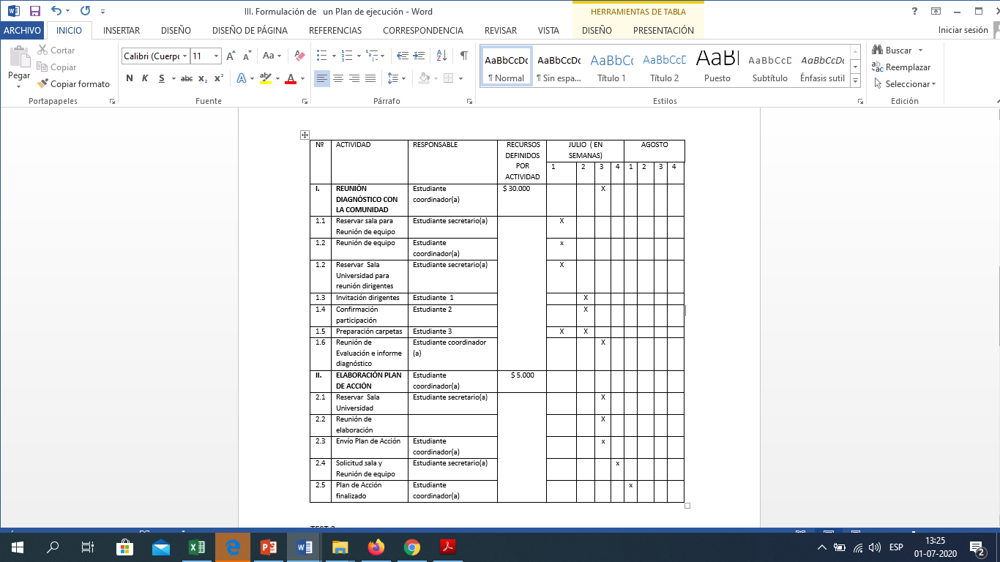 III. Formulación de un Plan de ejecución - Word
HERRAMIENTAS DE TABLA
?
ARCHIVO INICIO INSERTAR DISEÑO DISEÑO DE PÁGINA REFERENCIAS CORRESPONDENCIA REVISAR VISTA DISEÑO PRESENTACIÓN Iniciar sesión
Pegar
Cortar
Copiar
Copiar formato
Portapapeles
Calibri (Cuerpo 11
N K S abc x₂ x²
Fuente
Párrafo
AaBbCcDc AaBbCcDc AaBbCc AaBbCcD AaBl AaBbCcD AaBbCcDc
¶ Normal ¶ Sin espa... Título 1 Título 2 Puesto Subtítulo Énfasis sutil
Estilos
Buscar
Reemplazar
Seleccionar
Edición
Nº ACTIVIDAD RESPONSABLE RECURSOS DEFINIDOS POR ACTIVIDAD JULIO ( EN SEMANAS) AGOSTO
1 2 3 4 1 2 3 4
I. REUNIÓN DIAGNÓSTICO CON LA COMUNIDAD Estudiante coordinador(a) $ 30.000 X
1.1 Reservar sala para Reunión de equipo Estudiante secretario(a) X
1.2 Reunión de equipo Estudiante coordinador(a) x
1.2 Reservar Sala Universidad para reunión dirigentes Estudiante secretario(a) X
1.3 Invitación dirigentes Estudiante 1 X
1.4 Confirmación participación Estudiante 2 X
1.5 Preparación carpetas Estudiante 3 X X
1.6 Reunión de Evaluación e informe diagnóstico Estudiante coordinador (a) X
II. ELABORACIÓN PLAN DE ACCIÓN Estudiante coordinador(a) $ 5.000
2.1 Reservar Sala Universidad Estudiante secretario(a) X
2.2 Reunión de elaboración X
2.3 Envío Plan de Acción Estudiante coordinador(a) x
2.4 Solicitud sala y Reunión de equipo Estudiante secretario(a) x
2.5 Plan de Acción finalizado Estudiante coordinador(a) x
ESP
13:25
01-07-2020
2